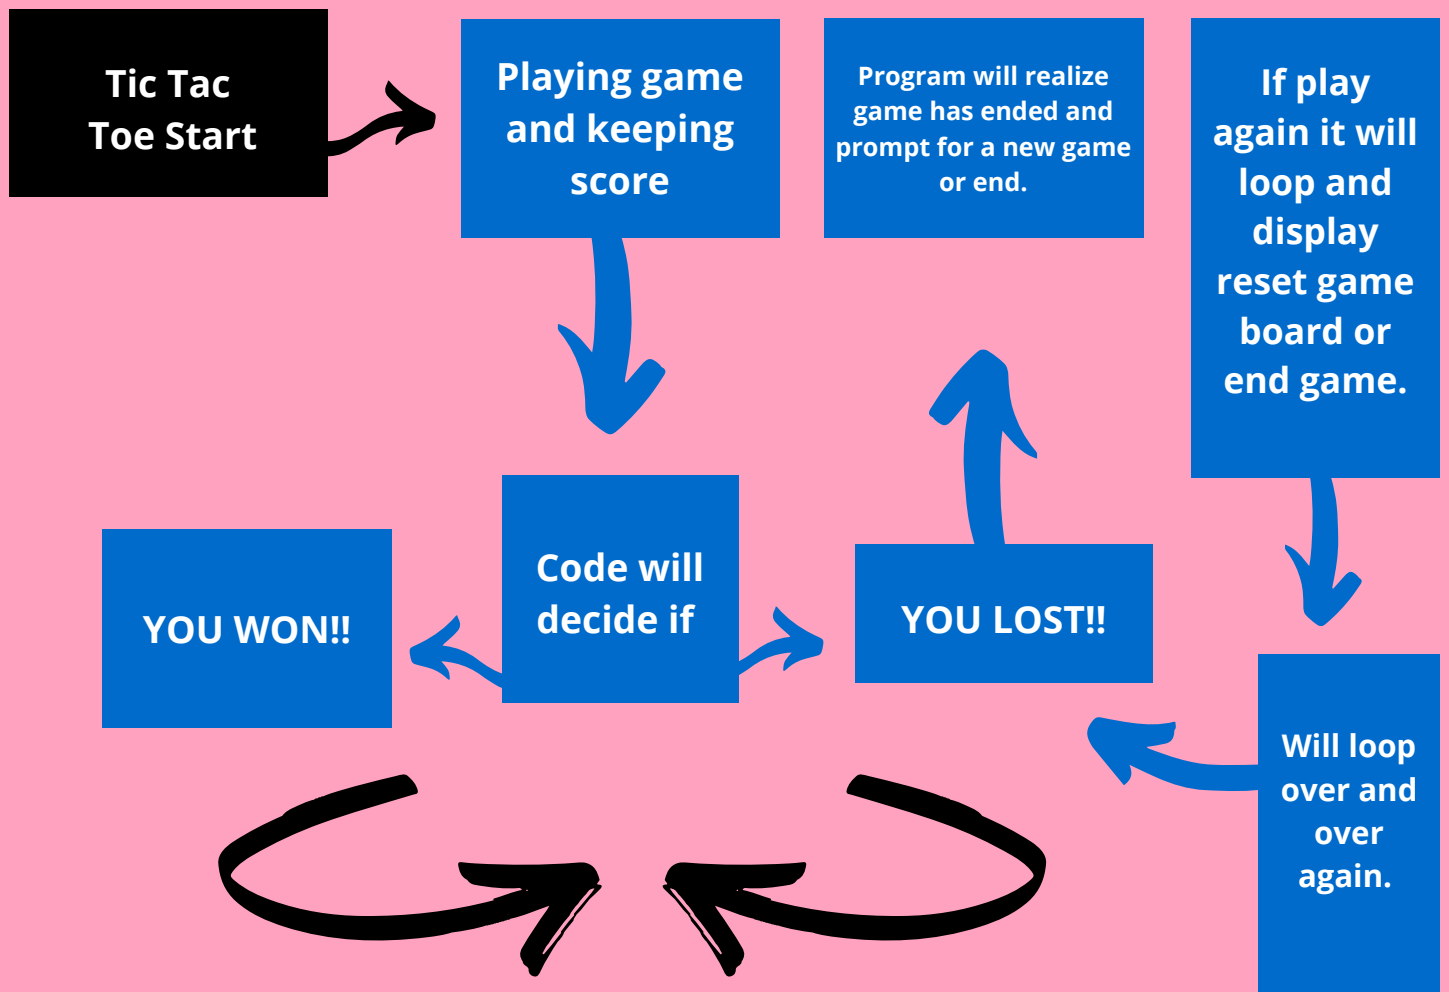 Tic Tac
Toe Start
Playing game
and keeping
score
Program will realize
game has ended and
prompt for a new game
or end.
If play
again it will
loop and
display
reset game
board or
end game.
YOU WON!!
Code will
decide if
YOU LOST!!
Will loop
over and
over
again.